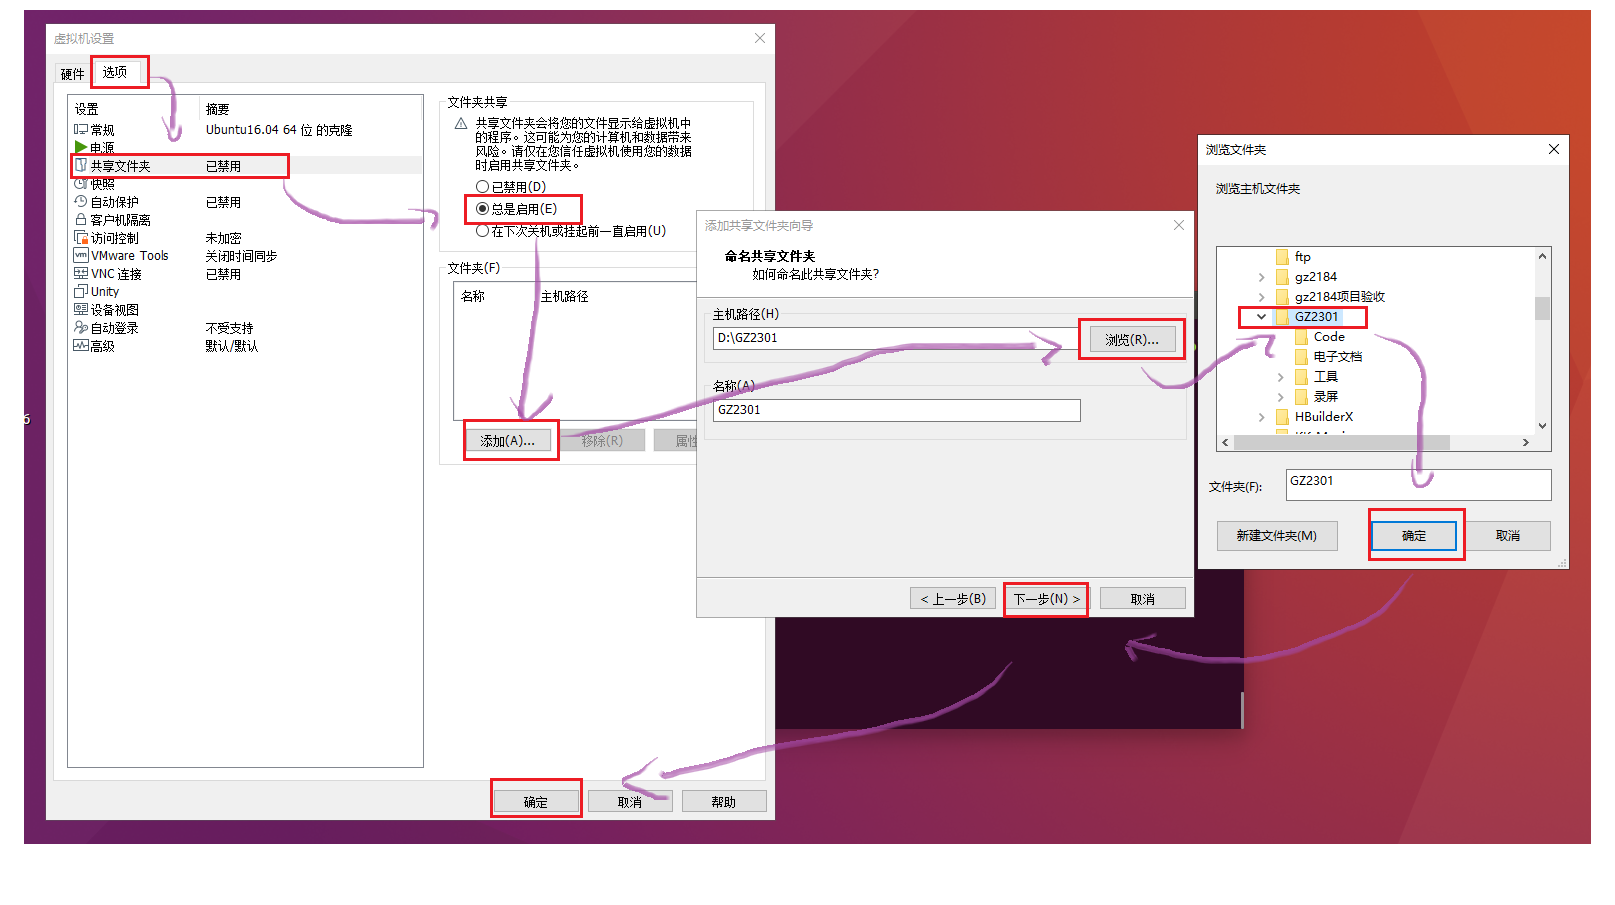 虚拟机设置
硬件
选项
设置
摘要
常规
Ubuntu16.04 64 位 的克隆
电源
共享文件夹
已禁用
快照
自动保护
已禁用
客户机隔离
访问控制
未加密
VMware Tools
关闭时间同步
VNC 连接
已禁用
Unity
设备视图
自动登录
不受支持
高级
默认/默认
文件夹共享
共享文件夹会将您的文件显示给虚拟机中
的程序。这可能为您的计算机和数据带来
风险。请仅在您信任虚拟机使用您的数据
时启用共享文件夹。
已禁用(D)
总是启用(E)
在下次关机或挂起前一直启用(U)
文件夹(F)
名称
主机路径
添加(A)...
移除(R)
属性
确定
取消
帮助
添加共享文件夹向导
命名共享文件夹
如何命名此共享文件夹?
主机路径(H)
D:\GZ2301
浏览(R)...
名称(A)
GZ2301
< 上一步(B)
下一步(N) >
取消
浏览文件夹
浏览主机文件夹
ftp
gz2184
gz2184项目验收
GZ2301
Code
电子文档
工具
录屏
HBuilderX
文件夹(F):
GZ2301
新建文件夹(M)
确定
取消
6